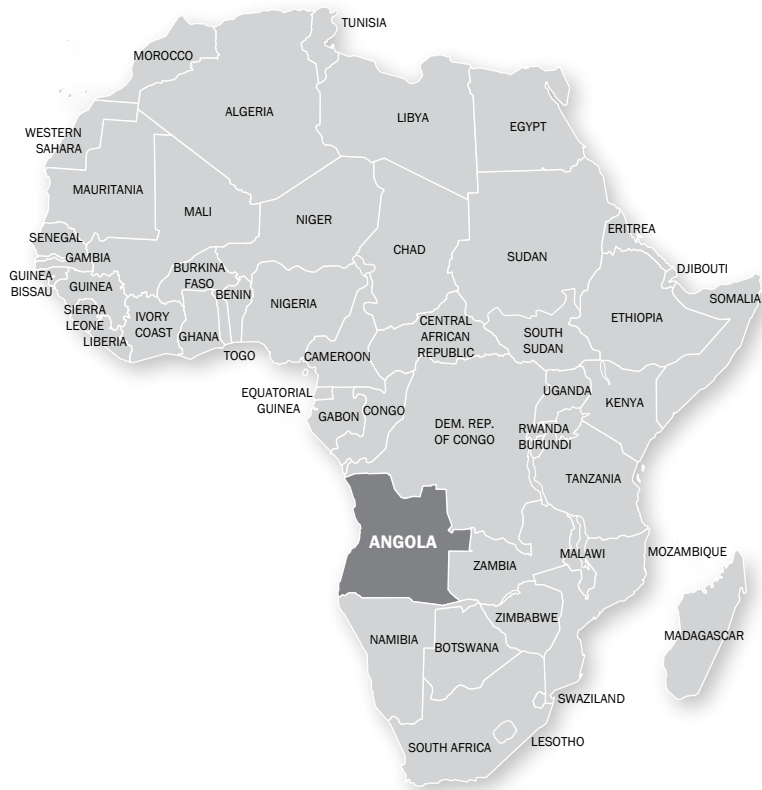 TUNISIA
MOROCCO
ALGERIA
LIBYA
EGYPT
WESTERN
SAHARA
MAURITANIA
MALI
NIGER
CHAD
SUDAN
ERITREA
SENEGAL
GAMBIA
GUINEA
BISSAU
GUINEA
BURKINA
FASO
BENIN
NIGERIA
DJIBOUTI
SOMALIA
ETHIOPIA
SIERRA
LEONE
LIBERIA
IVORY
COAST
GHANA
TOGO
CAMEROON
CENTRAL
AFRICAN
REPUBLIC
SOUTH
SUDAN
EQUATORIAL
GUINEA
GABON
CONGO
DEM. REP.
OF CONGO
UGANDA
KENYA
RWANDA
BURUNDI
TANZANIA
ANGOLA
ZAMBIA
MALAWI
MOZAMBIQUE
ZIMBABWE
NAMIBIA
BOTSWANA
MADAGASCAR
SWAZILAND
LESOTHO
SOUTH AFRICA